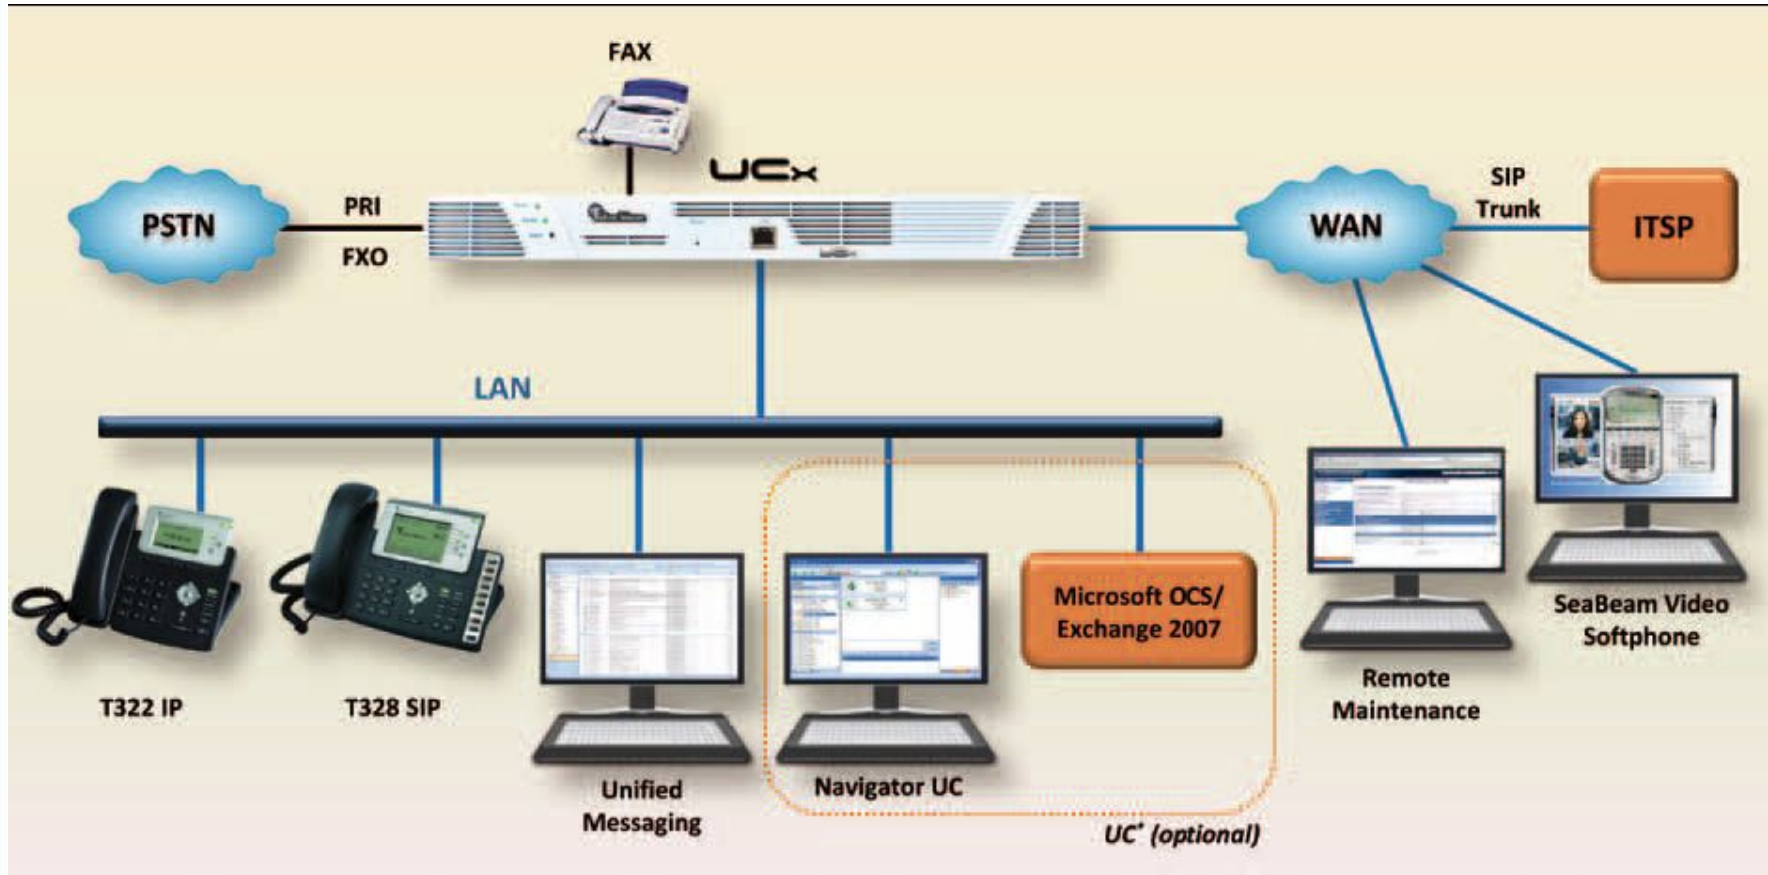 FAX
UCx
PSTN
PRI
FXO
WAN
SIP
Trunk
ITSP
LAN
T322 IP
T328 SIP
Unified
Messaging
Navigator UC
Microsoft OCS/
Exchange 2007
UC⁺ (optional)
Remote
Maintenance
SeaBeam Video
Softphone